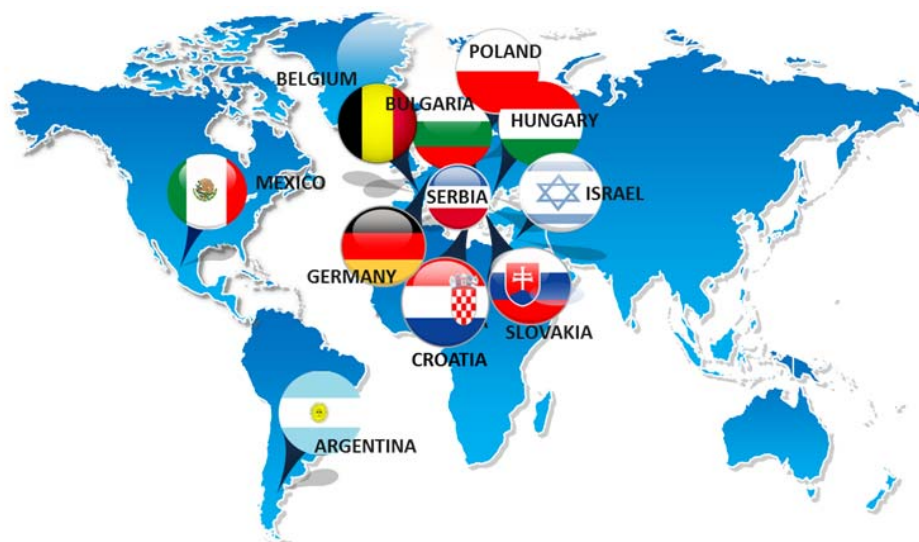 POLAND
BELGIUM
BULGARIA
HUNGARY
MEXICO
SERBIA
ISRAEL
GERMANY
SLOVAKIA
CROATIA
ARGENTINA